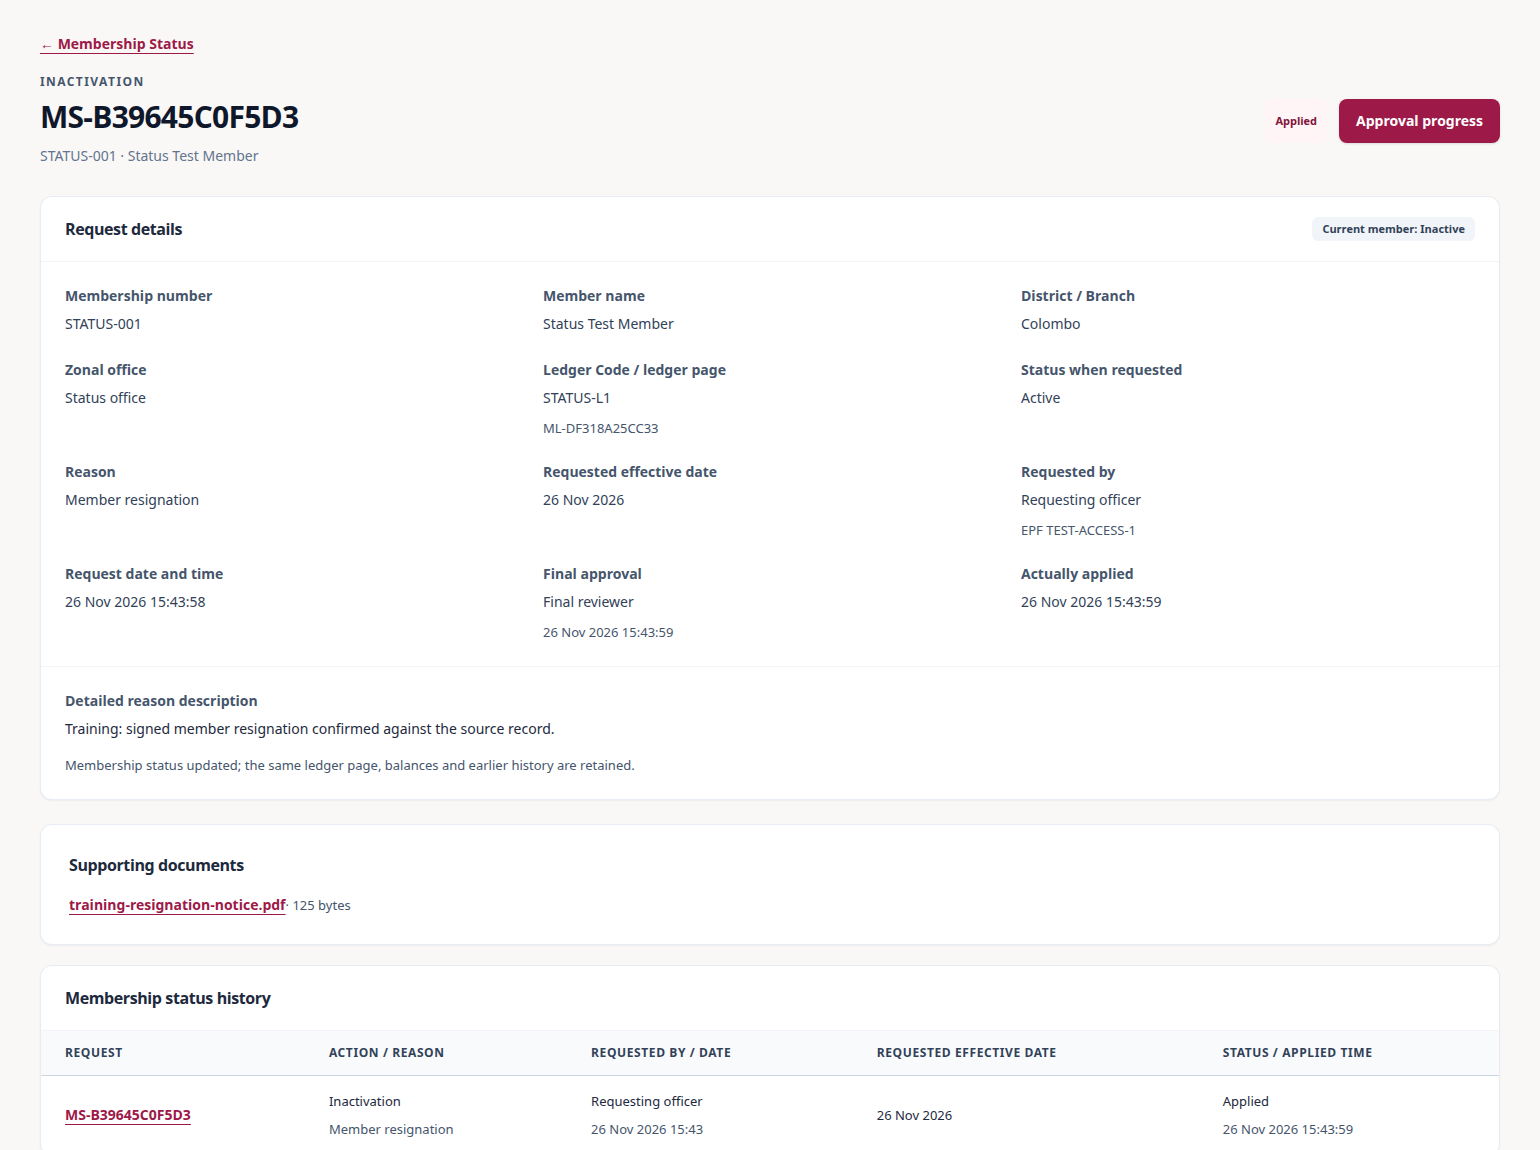 ← Membership Status
INACTIVATION
MS-B39645C0F5D3
Applied
Approval progress
STATUS-001 · Status Test Member
Request details
Current member: Inactive
Membership number
STATUS-001
Member name
Status Test Member
District / Branch
Colombo
Zonal office
Status office
Ledger Code / ledger page
STATUS-L1
ML-DF318A25CC33
Status when requested
Active
Reason
Member resignation
Requested effective date
26 Nov 2026
Requested by
Requesting officer
EPF TEST-ACCESS-1
Request date and time
26 Nov 2026 15:43:58
Final approval
Final reviewer
26 Nov 2026 15:43:59
Actually applied
26 Nov 2026 15:43:59
Detailed reason description
Training: signed member resignation confirmed against the source record.
Membership status updated; the same ledger page, balances and earlier history are retained.
Supporting documents
training-resignation-notice.pdf · 125 bytes
Membership status history
REQUEST ACTION / REASON REQUESTED BY / DATE REQUESTED EFFECTIVE DATE STATUS / APPLIED TIME
MS-B39645C0F5D3
Inactivation
Member resignation
Requesting officer
26 Nov 2026 15:43
26 Nov 2026
Applied
26 Nov 2026 15:43:59